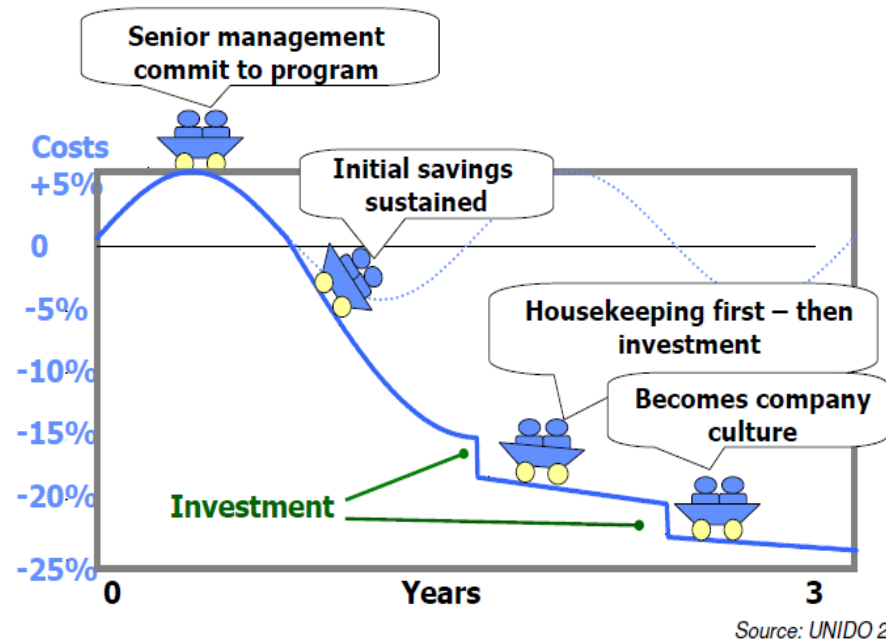 Senior management
commit to program
Costs
+5%
Initial savings
sustained
0
-5%
Housekeeping first – then
investment
-10%
Becomes company
culture
-15%
-20%
Investment
-25%
0
Years
3
Source: UNIDO 2